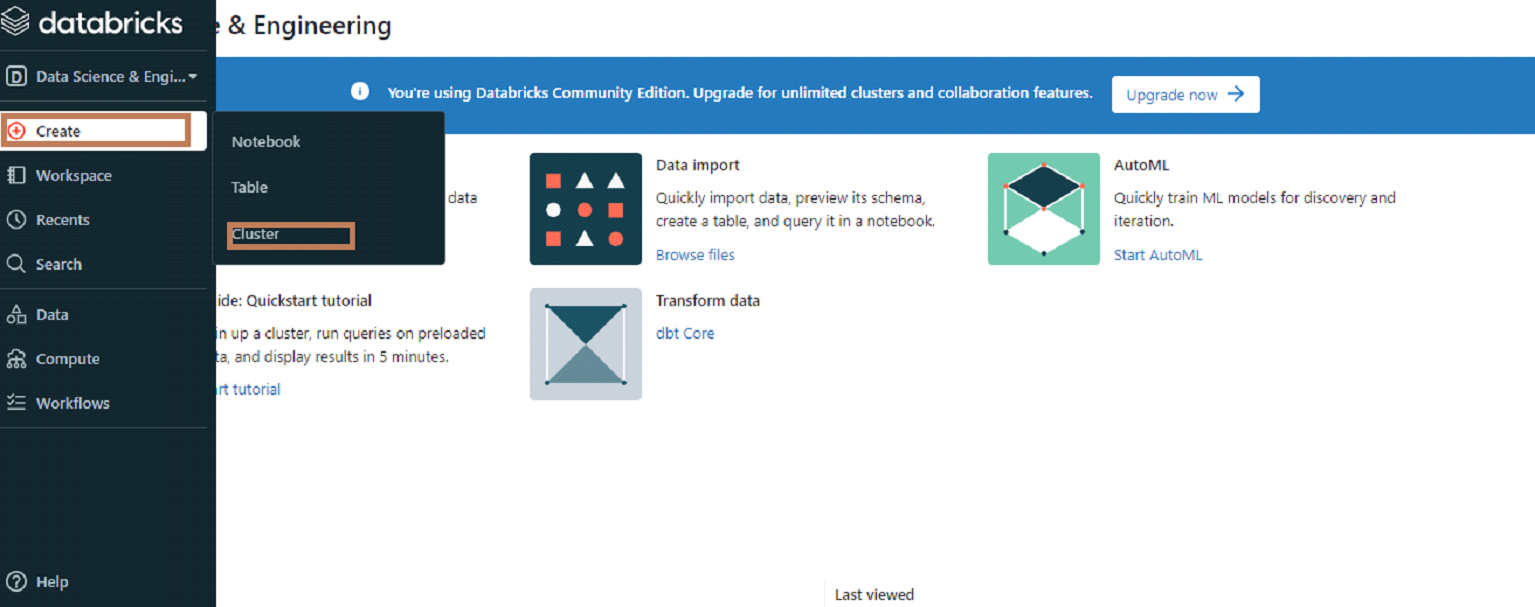 databricks
& Engineering
D Data Science & Engi...
You're using Databricks Community Edition. Upgrade for unlimited clusters and collaboration features.
Upgrade now
Create
Workspace
Recents
Search
Data
Compute
Workflows
Help
Notebook
Table
Cluster
data
Data import
Quickly import data, preview its schema,
create a table, and query it in a notebook.
Browse files
AutoML
Quickly train ML models for discovery and
iteration.
Start AutoML
ide: Quickstart tutorial
in up a cluster, run queries on preloaded
ta, and display results in 5 minutes.
rt tutorial
Transform data
dbt Core
Last viewed